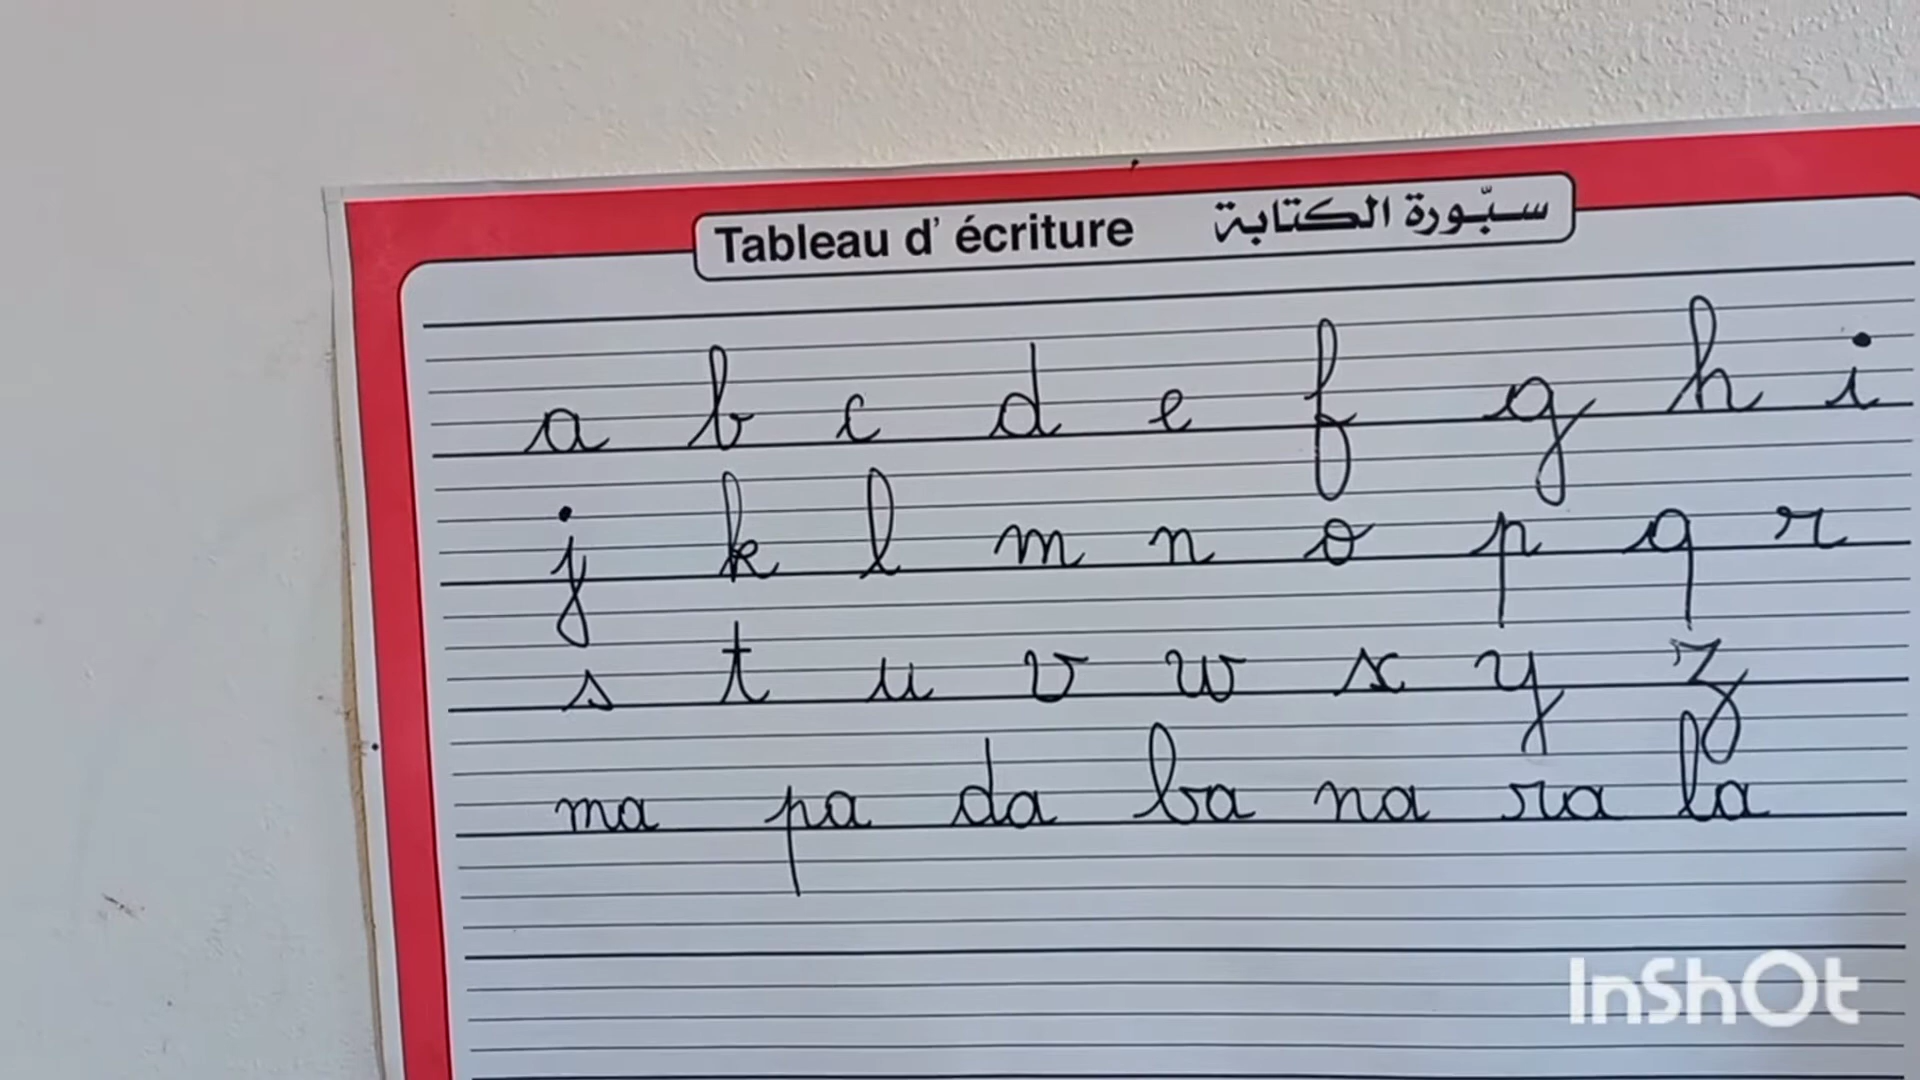 Tableau d' écriture سبّورة الكتابة
a b c d e f g h i
j k l m n o p q r
s t u v w x y z
ma pa da ba na ra la
InShOt